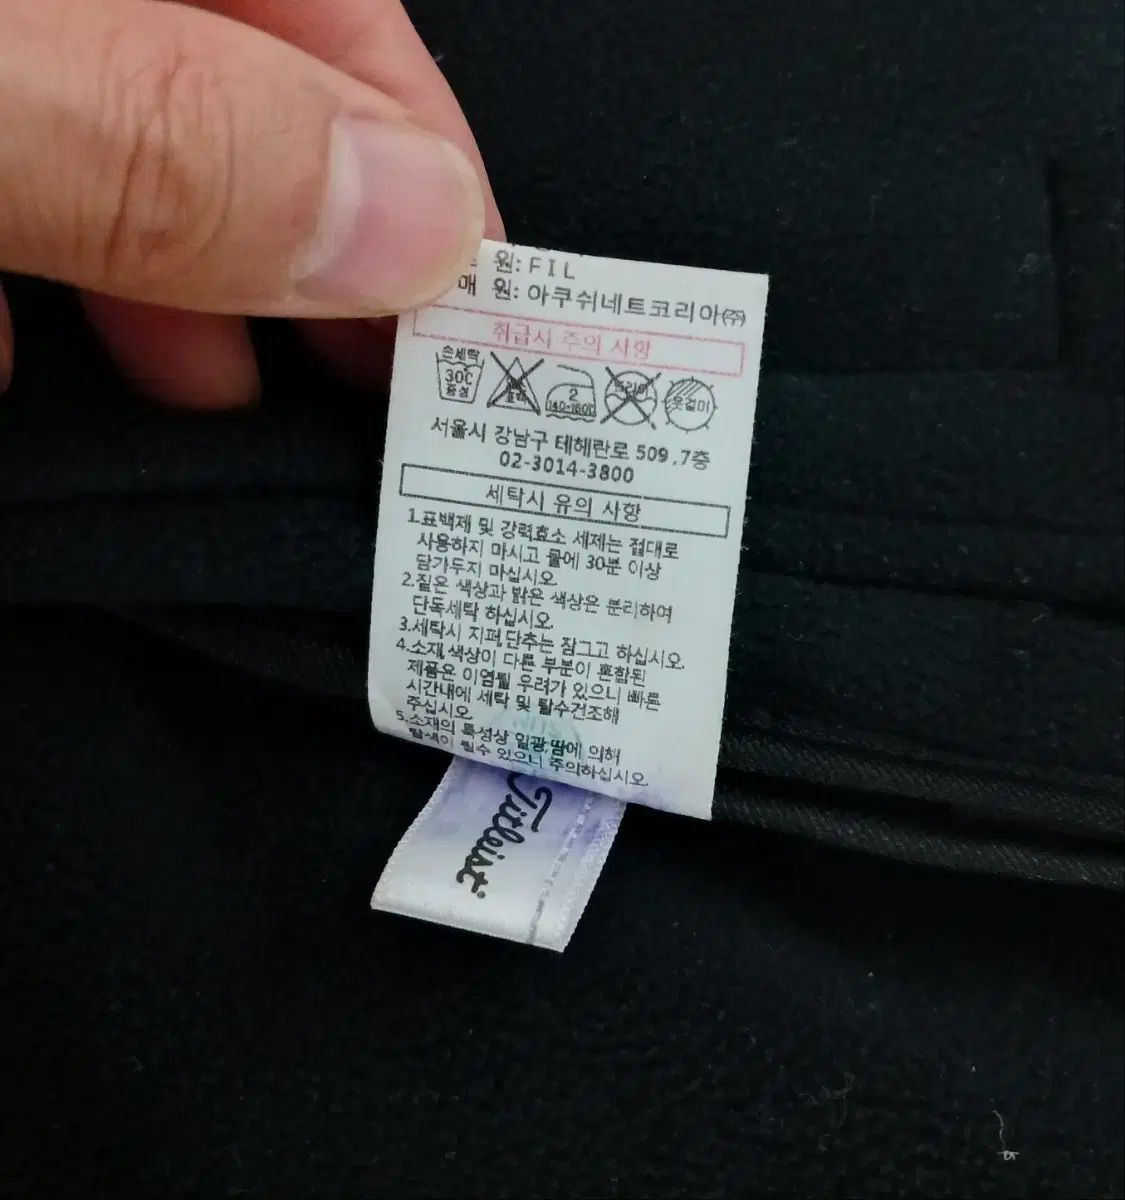 원: FIL
매 원: 아쿠쉬네트코리아㈜
취급시 주의 사항
손세탁
30C
중성
2
140-160C
드라이
옷걸이
서울시 강남구 테헤란로 509 ,7층
02-3014-3800
세탁시 유의 사항
1.표백제 및 강력효소 세제는 절대로
사용하지 마시고 물에 30분 이상
담가두지 마십시오.
2.짙은 색상과 밝은 색상은 분리하여
단독세탁 하십시오.
3.세탁시 지퍼,단추는 잠그고 하십시오.
4.소재,색상이 다른 부분이 혼합된
제품은 이염될 우려가 있으니 빠른
시간내에 세탁 및 탈수건조해
주십시오.
5.소재의 특성상 일광,땀에 의해
탈색이 될수 있으니 주의하십시오.
Titleist